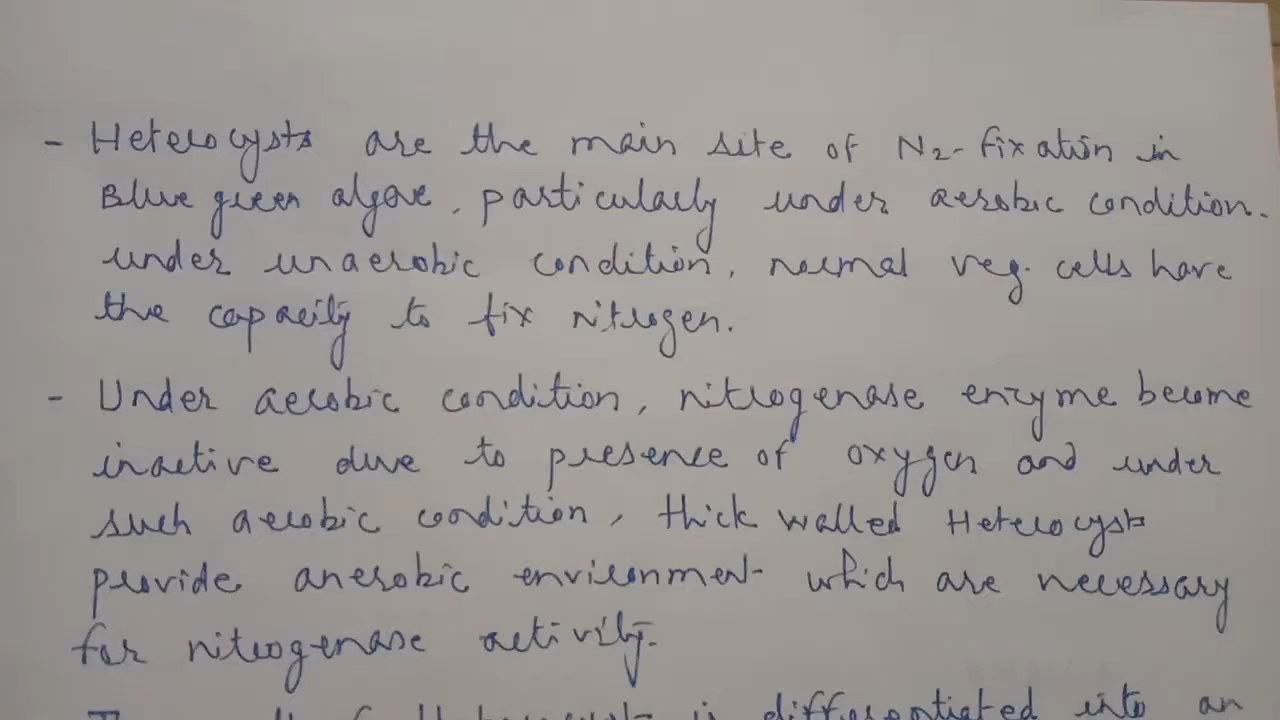 - Heterocysts are the main site of N2-fixation in
Blue green algae, particularly under aerobic condition.
under unaerobic condition, normal veg. cells have
the capacity to fix nitrogen.
- Under aerobic condition, nitrogenase enzyme become
inactive due to presence of oxygen and under
such aerobic condition, thick walled Heterocysts
provide anerobic environment which are necessary
for nitrogenase activity.
is differentiated into an